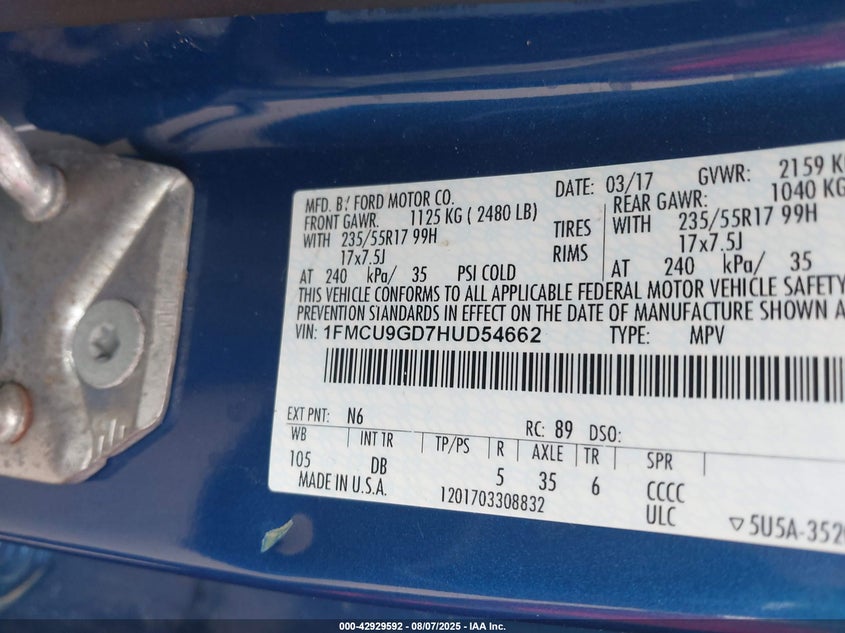 MFD. BY FORD MOTOR CO.
DATE: 03/17 GVWR: 2159 KG
FRONT GAWR: 1125 KG ( 2480 LB) REAR GAWR: 1040 KG
WITH 235/55R17 99H TIRES WITH 235/55R17 99H
17x7.5J RIMS 17x7.5J
AT 240 kPa/ 35 PSI COLD AT 240 kPa/ 35
THIS VEHICLE CONFORMS TO ALL APPLICABLE FEDERAL MOTOR VEHICLE SAFETY
PREVENTION STANDARDS IN EFFECT ON THE DATE OF MANUFACTURE SHOWN A
VIN: 1FMCU9GD7HUD54662 TYPE: MPV
EXT PNT: N6 RC: 89 DSO:
WB INT TR TP/PS R AXLE TR SPR
105 DB 5 35 6 CCCC
MADE IN U.S.A. 1201703308832 ULC
▽5U5A-352
000-42929592 - 08/07/2025 - © IAA Inc.